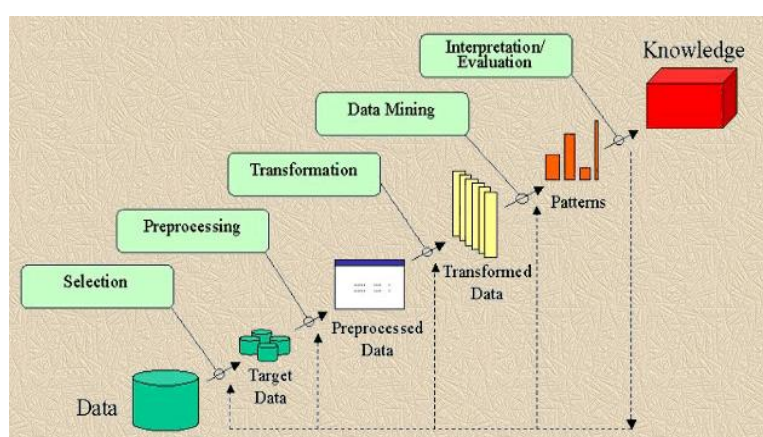 Interpretation/
Evaluation
Knowledge
Data Mining
Patterns
Transformation
Transformed
Data
Preprocessing
Preprocessed
Data
Selection
Target
Data
Data